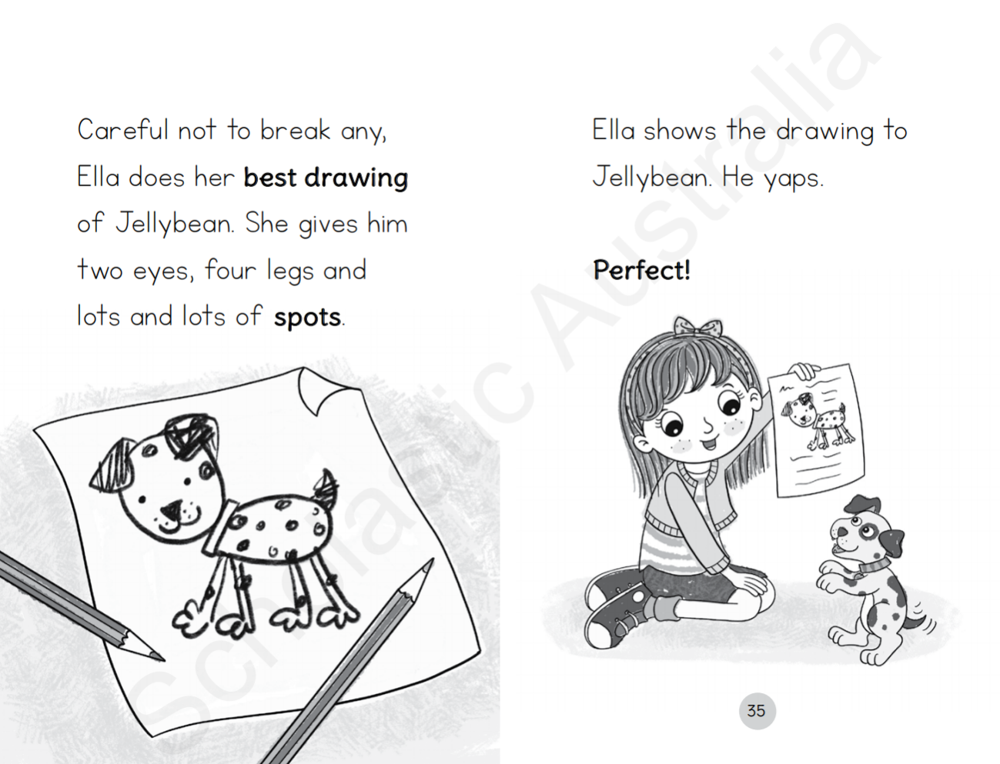 Careful not to break any,
Ella does her best drawing
of Jellybean. She gives him
two eyes, four legs and
lots and lots of spots.
Ella shows the drawing to
Jellybean. He yaps.
Perfect!
35
Scholastic Australia